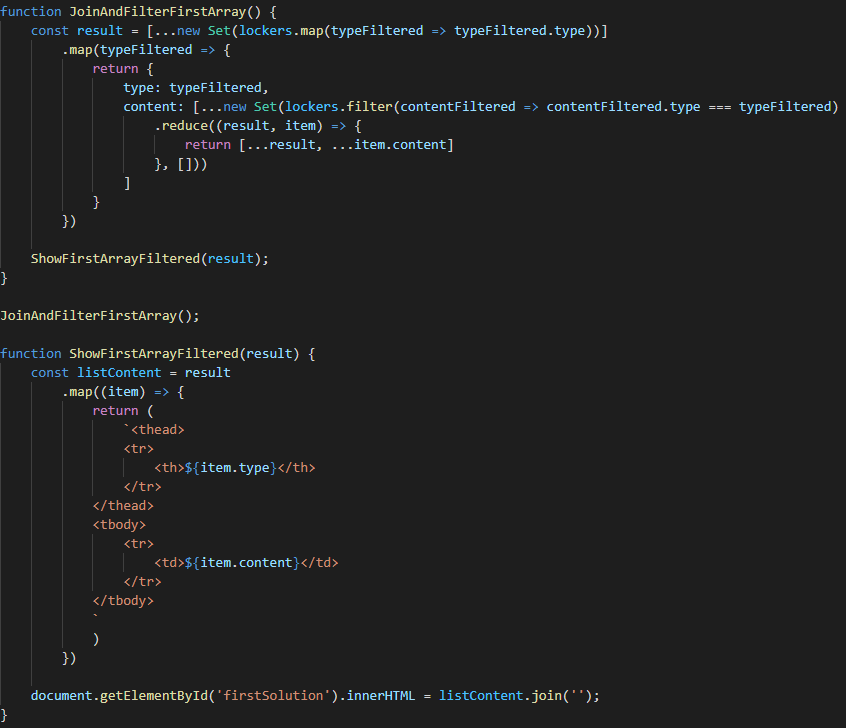 function JoinAndFilterFirstArray() {
    const result = [...new Set(lockers.map(typeFiltered => typeFiltered.type))]
        .map(typeFiltered => {
            return {
                type: typeFiltered,
                content: [...new Set(lockers.filter(contentFiltered => contentFiltered.type === typeFiltered)
                    .reduce((result, item) => {
                        return [...result, ...item.content]
                    }, []))
                ]
            }
        })

    ShowFirstArrayFiltered(result);
}

JoinAndFilterFirstArray();

function ShowFirstArrayFiltered(result) {
    const listContent = result
        .map((item) => {
            return (
                `<thead>
                <tr>
                    <th>${item.type}</th>
                </tr>
            </thead>
            <tbody>
                <tr>
                    <td>${item.content}</td>
                </tr>
            </tbody>
            `
            )
        })

    document.getElementById('firstSolution').innerHTML = listContent.join('');
}